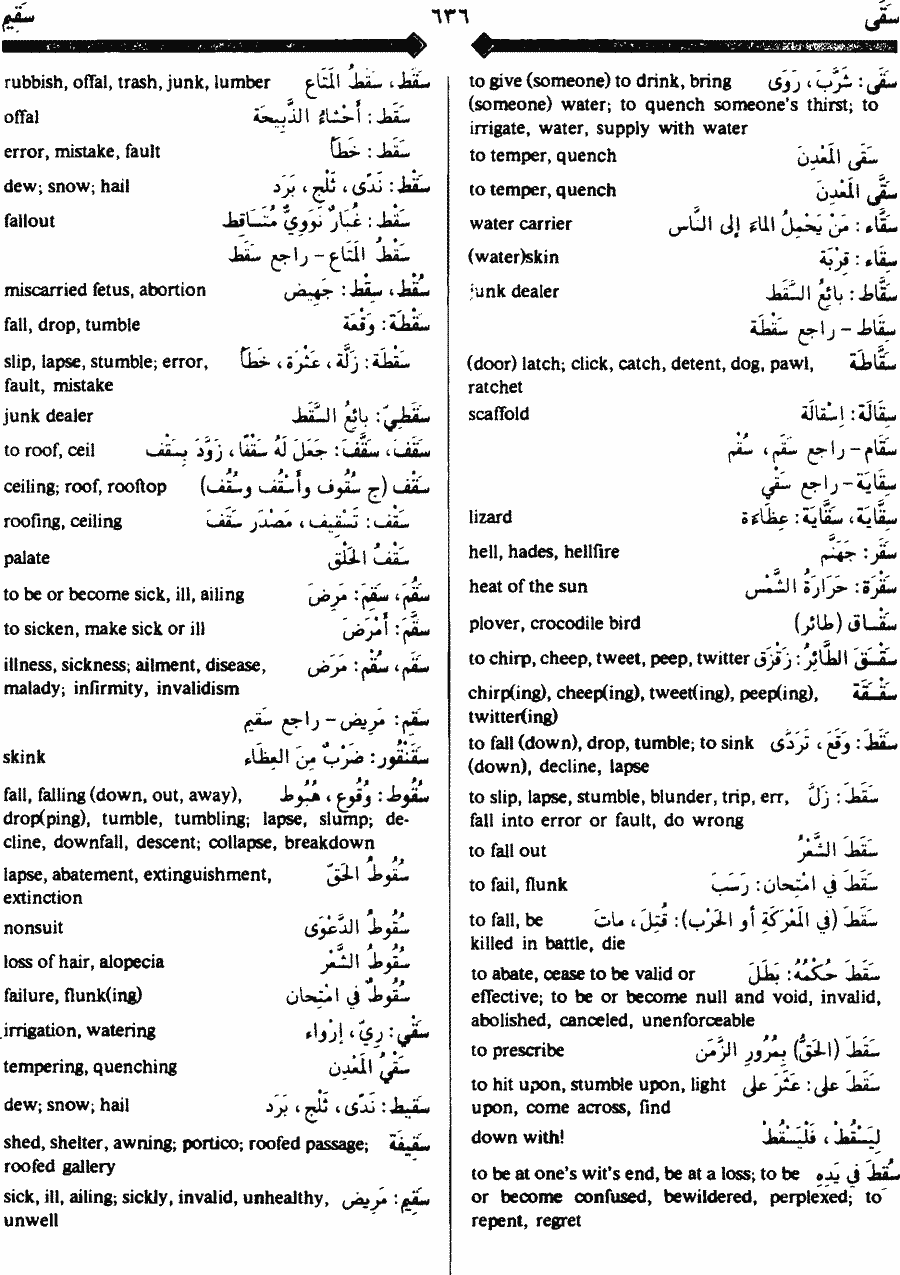 سَقَى ٦٣٦ سَقِيم
سَقَى : شَرَّبَ ، رَوَى to give (someone) to drink, bring
(someone) water; to quench someone's thirst; to
irrigate, water, supply with water
سَقَى المَعْدِنَ to temper, quench
سَقَّى المَعْدِنَ to temper, quench
سَقَّاء : مَنْ يَحْمِلُ الماءَ إلى النَّاس water carrier
سِقَاء : قِرْبَة (water)skin
سَقَّاط : بائِعُ السَّقَط junk dealer
سِقاط - راجع سَقْطَة
سَقَّاطَة (door) latch; click, catch, detent, dog, pawl,
ratchet
سَقَّالَة : إسْقالَة scaffold
سَقَام - راجع سَقَم ، سُقْم
سِقايَة - راجع سَقْي
سَقَّايَة ، سَقَّايَة : عِظَاءَة lizard
سَقَر : جَهَنَّم hell, hades, hellfire
سَقْرَة : حَرَارَةُ الشَّمْس heat of the sun
سَقْساق (طائر) plover, crocodile bird
سَقْسَقَ الطَّائِرُ : زَقْزَقَ to chirp, cheep, tweet, peep, twitter
سَقْسَقَة chirp(ing), cheep(ing), tweet(ing), peep(ing),
twitter(ing)
سَقَطَ : وَقَعَ ، تَرَدَّى to fall (down), drop, tumble; to sink
(down), decline, lapse
سَقَطَ : زَلَّ to slip, lapse, stumble, blunder, trip, err,
fall into error or fault, do wrong
سَقَطَ الشَّعْرُ to fall out
سَقَطَ في امْتِحان : رَسَبَ to fail, flunk
سَقَطَ (في المَعْرَكَةِ أو الحَرْب) : قُتِلَ ، ماتَ to fall, be
killed in battle, die
سَقَطَ حُكْمُهُ : بَطَلَ to abate, cease to be valid or
effective; to be or become null and void, invalid,
abolished, canceled, unenforceable
سَقَطَ (الحَقُّ) بِمُرُورِ الزَّمَن to prescribe
سَقَطَ على : عَثَرَ على to hit upon, stumble upon, light
upon, come across, find
لِيَسْقُطْ ، فَلْيَسْقُطْ down with!
سُقِطَ في يَدِهِ to be at one's wit's end, be at a loss; to be
or become confused, bewildered, perplexed; to
repent, regret
سَقَط ، سَقَطُ المَتَاع rubbish, offal, trash, junk, lumber
سَقَط : أَحْشَاءُ الذَّبِيحَة offal
سَقَط : خَطَأ error, mistake, fault
سَقَط : نَدًى ، ثَلْج ، بَرَد dew; snow; hail
سَقَط : غُبَارٌ نَوَوِيٌّ مُتَسَاقِط fallout
سَقَطُ المَتَاع - راجع سَقَط
سُقْط ، سِقْط : جَهِيض miscarried fetus, abortion
سَقْطَة : وَقْعَة fall, drop, tumble
سَقْطَة : زَلَّة ، عَثْرَة ، خَطَأ slip, lapse, stumble; error,
fault, mistake
سَقَطِيّ : بائِعُ السَّقَط junk dealer
سَقَفَ ، سَقَّفَ : جَعَلَ لَهُ سَقْفًا ، زَوَّدَ بِسَقْف to roof, ceil
سَقْف (ج سُقُوف وأَسْقُف وسُقُف) ceiling; roof, rooftop
سَقْف : تَسْقِيف ، مَصْدَر سَقَفَ roofing, ceiling
سَقْفُ الحَلْق palate
سَقُمَ ، سَقِمَ : مَرِضَ to be or become sick, ill, ailing
سَقَّمَ : أَمْرَضَ to sicken, make sick or ill
سَقَم ، سُقْم : مَرَض illness, sickness; ailment, disease,
malady; infirmity, invalidism
سَقِم : مَرِيض - راجع سَقِيم
سَقَنْقُور : ضَرْبٌ مِنَ العِظَاء skink
سُقُوط : وُقُوع ، هُبُوط fall, falling (down, out, away),
drop(ping), tumble, tumbling; lapse, slump; de-
cline, downfall, descent; collapse, breakdown
سُقُوطُ الحَقّ lapse, abatement, extinguishment,
extinction
سُقُوطُ الدَّعْوَى nonsuit
سُقُوطُ الشَّعْر loss of hair, alopecia
سُقُوطٌ في امْتِحَان failure, flunk(ing)
سَقْي : رِيّ ، إرْواء irrigation, watering
سَقْيُ المَعْدِن tempering, quenching
سَقِيط : نَدًى ، ثَلْج ، بَرَد dew; snow; hail
سَقِيفَة shed, shelter, awning; portico; roofed passage;
roofed gallery
سَقِيم : مَرِيض sick, ill, ailing; sickly, invalid, unhealthy,
unwell